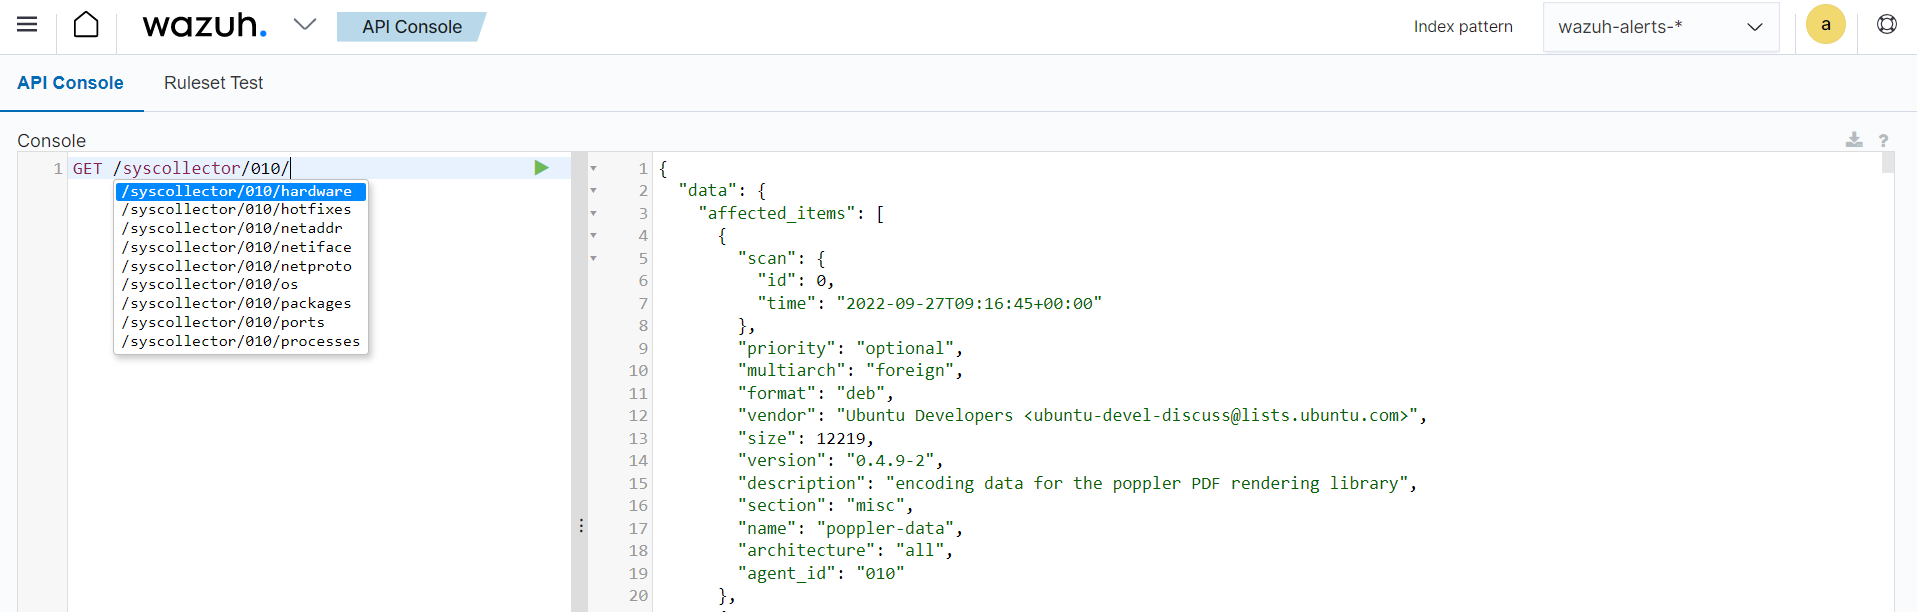 wazuh. API Console Index pattern wazuh-alerts-* a
API Console Ruleset Test
Console ?
1 GET /syscollector/010/
/syscollector/010/hardware
/syscollector/010/hotfixes
/syscollector/010/netaddr
/syscollector/010/netiface
/syscollector/010/netproto
/syscollector/010/os
/syscollector/010/packages
/syscollector/010/ports
/syscollector/010/processes
1 {
2 "data": {
3 "affected_items": [
4 {
5 "scan": {
6 "id": 0,
7 "time": "2022-09-27T09:16:45+00:00"
8 },
9 "priority": "optional",
10 "multiarch": "foreign",
11 "format": "deb",
12 "vendor": "Ubuntu Developers <ubuntu-devel-discuss@lists.ubuntu.com>",
13 "size": 12219,
14 "version": "0.4.9-2",
15 "description": "encoding data for the poppler PDF rendering library",
16 "section": "misc",
17 "name": "poppler-data",
18 "architecture": "all",
19 "agent_id": "010"
20 },